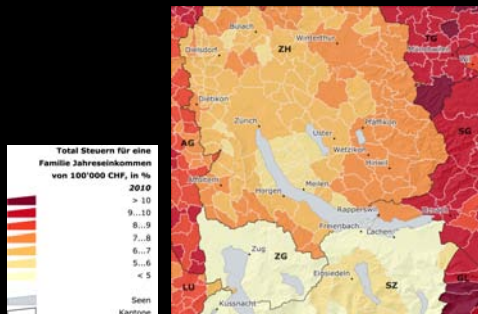 Total Steuern für eine
Familie Jahreseinkommen
von 100'000 CHF, in %
2010
> 10
9...10
8...9
7...8
6...7
5...6
< 5
Seen
Kantone
Bülach
Winterthur
ZH
TG
Münchwilen
Dielsdorf
Wil
Dietikon
Zürich
Uster
Pfäffikon
AG
Wetzikon
SG
Hinwil
Affoltern
Meilen
Horgen
Rapperswil
Freienbach
Lachen
Zug
ZG
Einsiedeln
SZ
GL
LU
Küssnacht